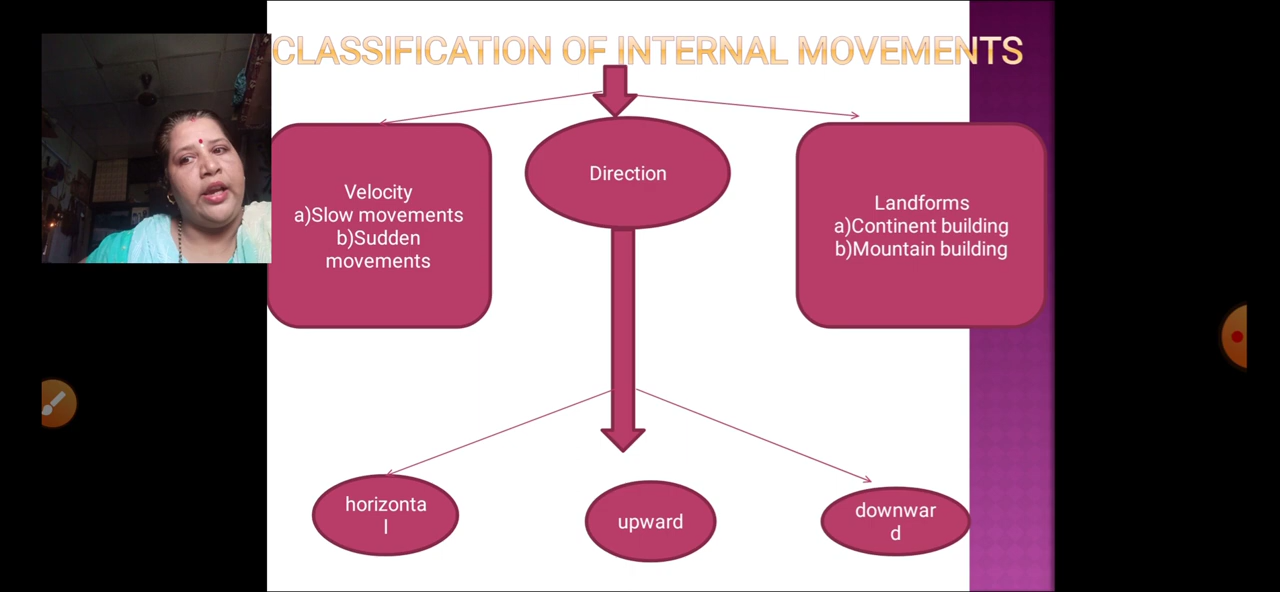 CLASSIFICATION OF INTERNAL MOVEMENTS
Velocity
a)Slow movements
b)Sudden
movements
Direction
Landforms
a)Continent building
b)Mountain building
horizonta
l
upward
downwar
d